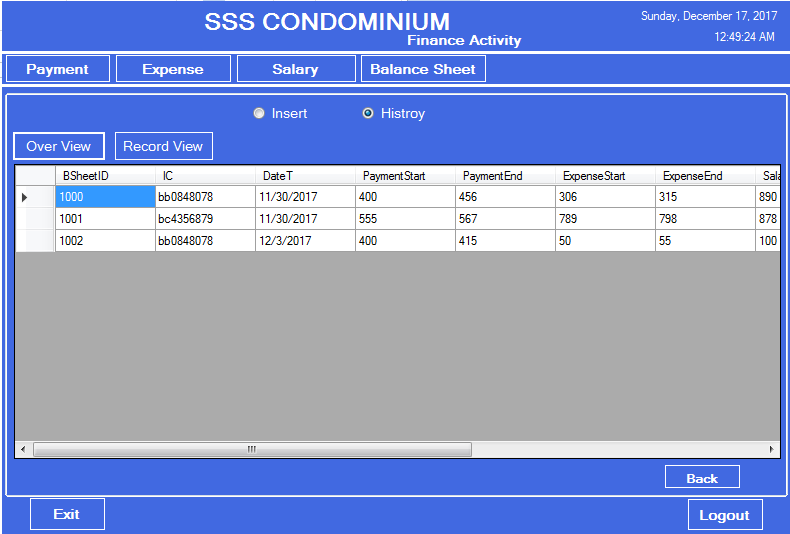 SSS CONDOMINIUM
Finance Activity
Sunday, December 17, 2017
12:49:24 AM
Payment Expense Salary Balance Sheet
Insert Histroy
Over View Record View
BSheetID IC DateT PaymentStart PaymentEnd ExpenseStart ExpenseEnd Sala
1000 bb0848078 11/30/2017 400 456 306 315 890
1001 bc4356879 11/30/2017 555 567 789 798 878
1002 bb0848078 12/3/2017 400 415 50 55 100
Back
Exit Logout